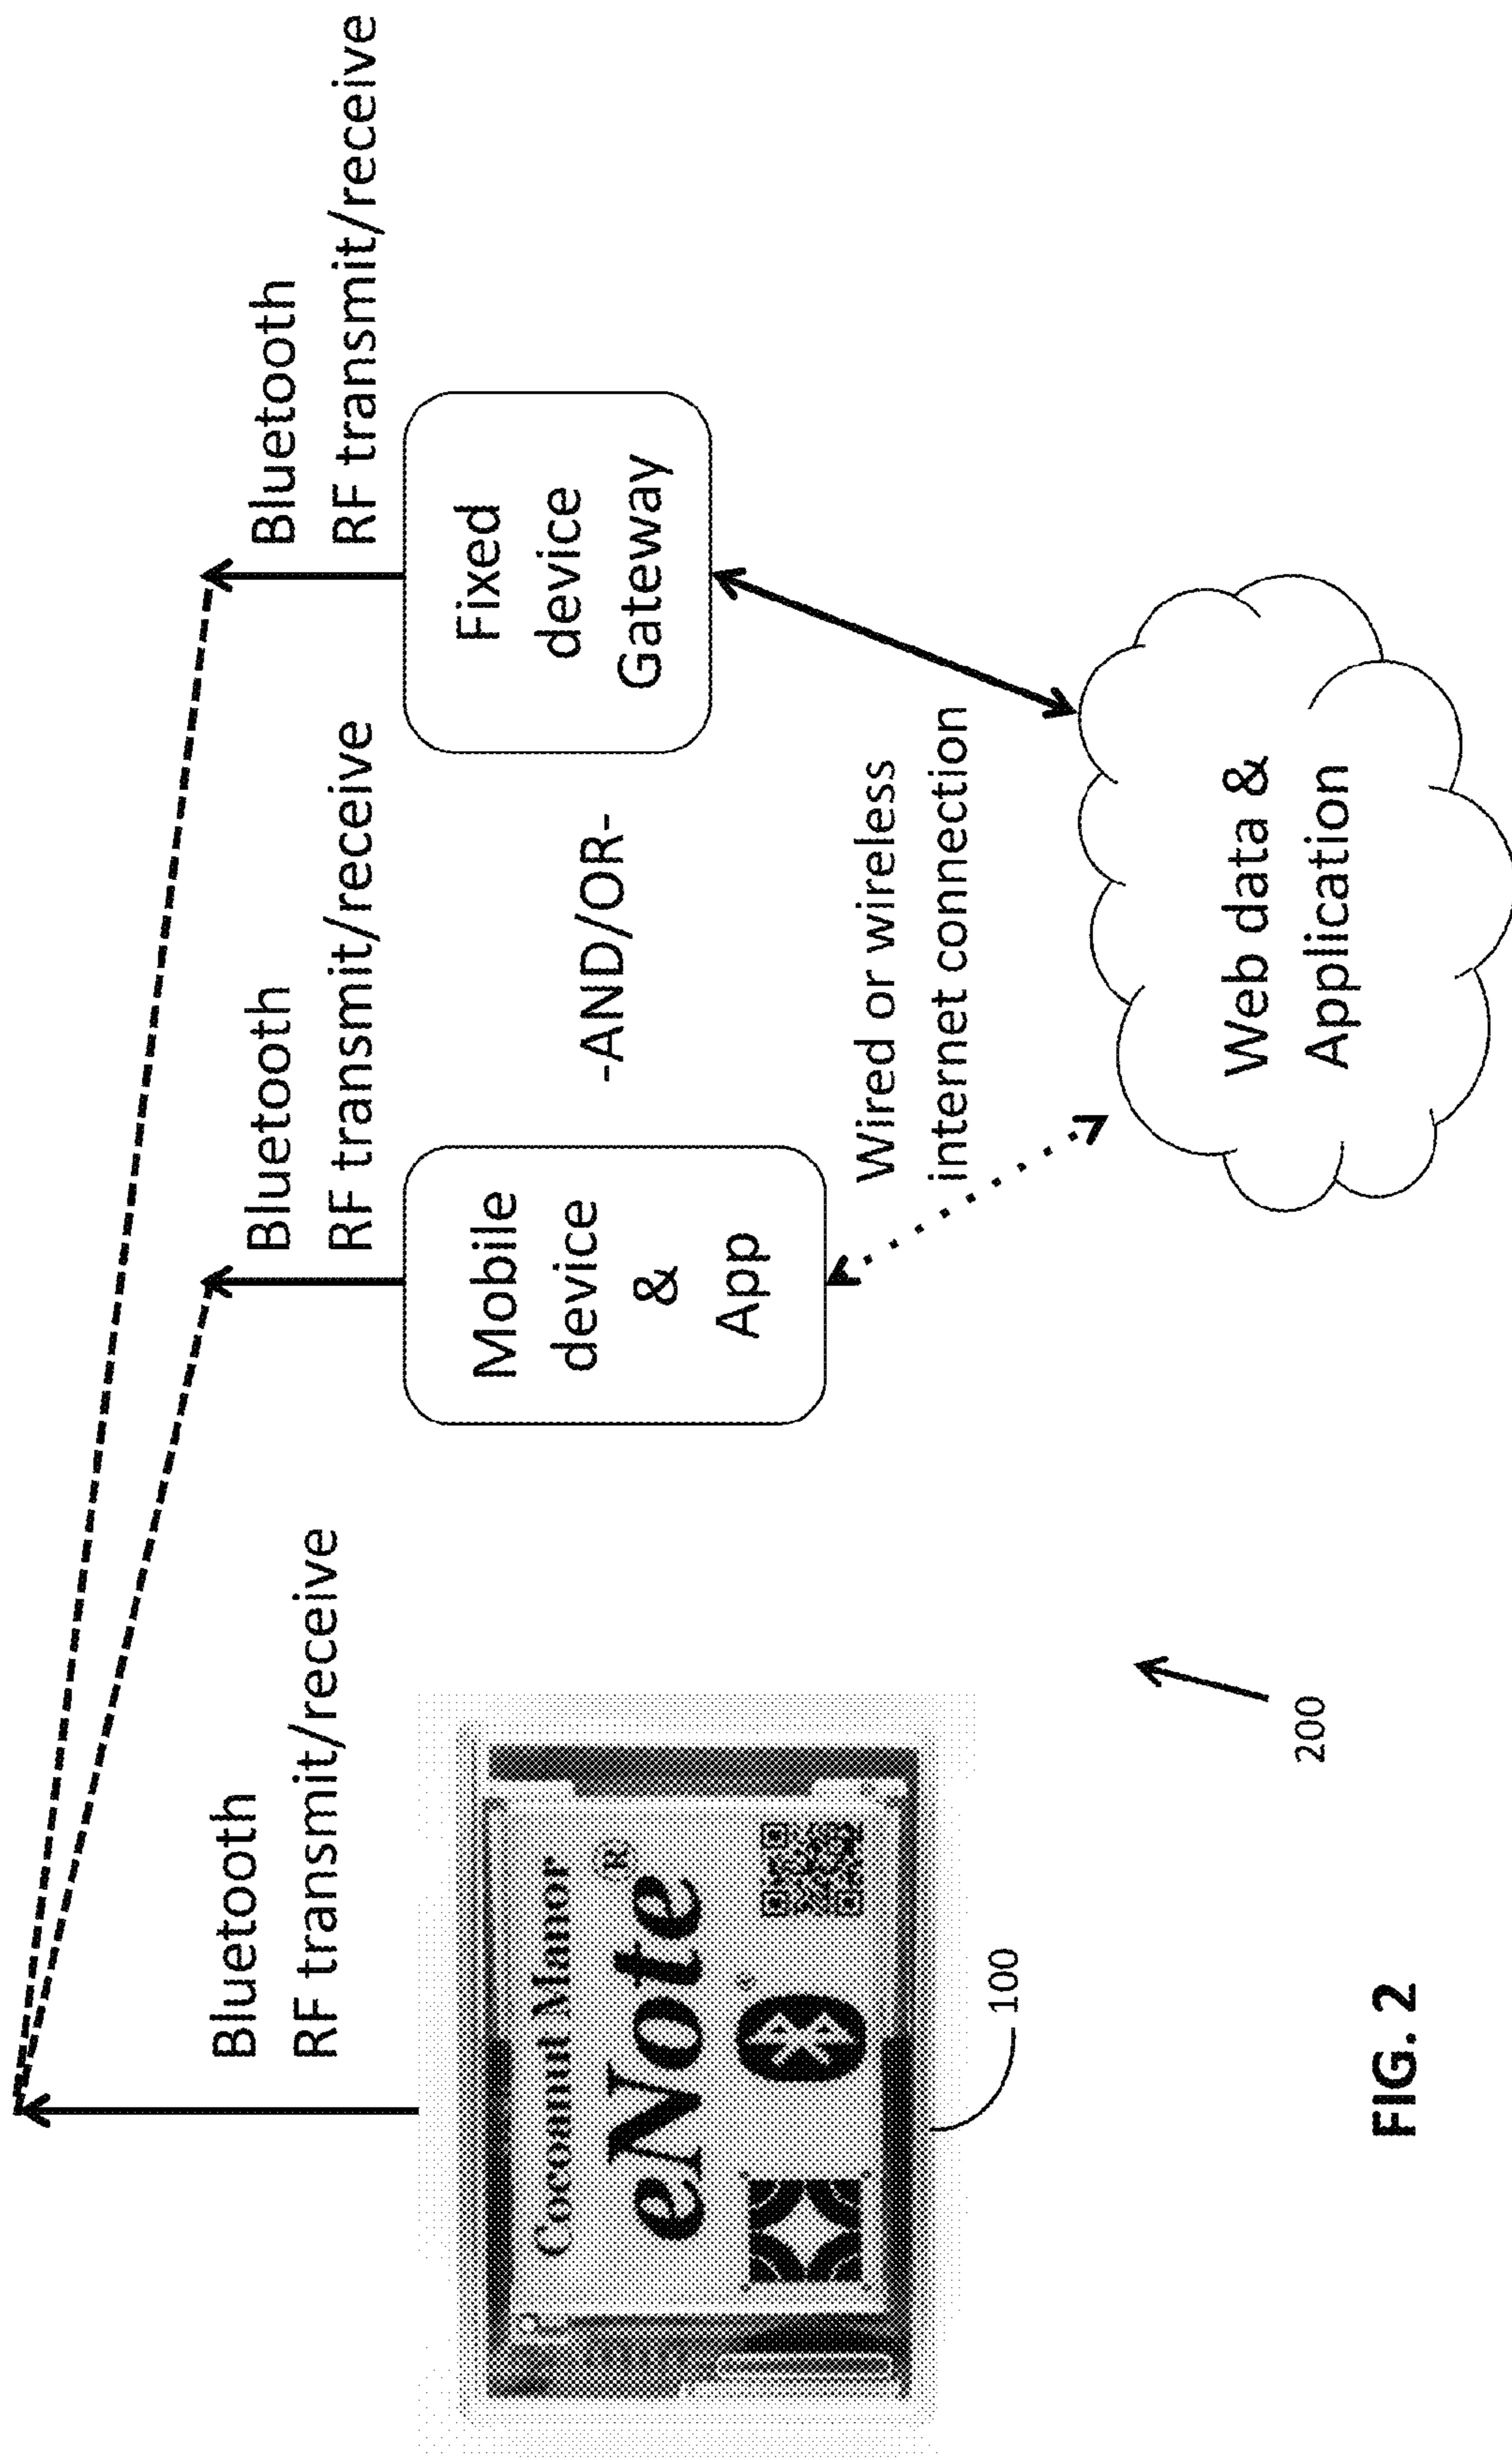 Bluetooth
RF transmit/receive
Bluetooth
RF transmit/receive
Bluetooth
RF transmit/receive
Coconut Manor
eNote®
100
Mobile
device
&
App
-AND/OR-
Fixed
device
Gateway
Wired or wireless
internet connection
Web data &
Application
200
FIG. 2